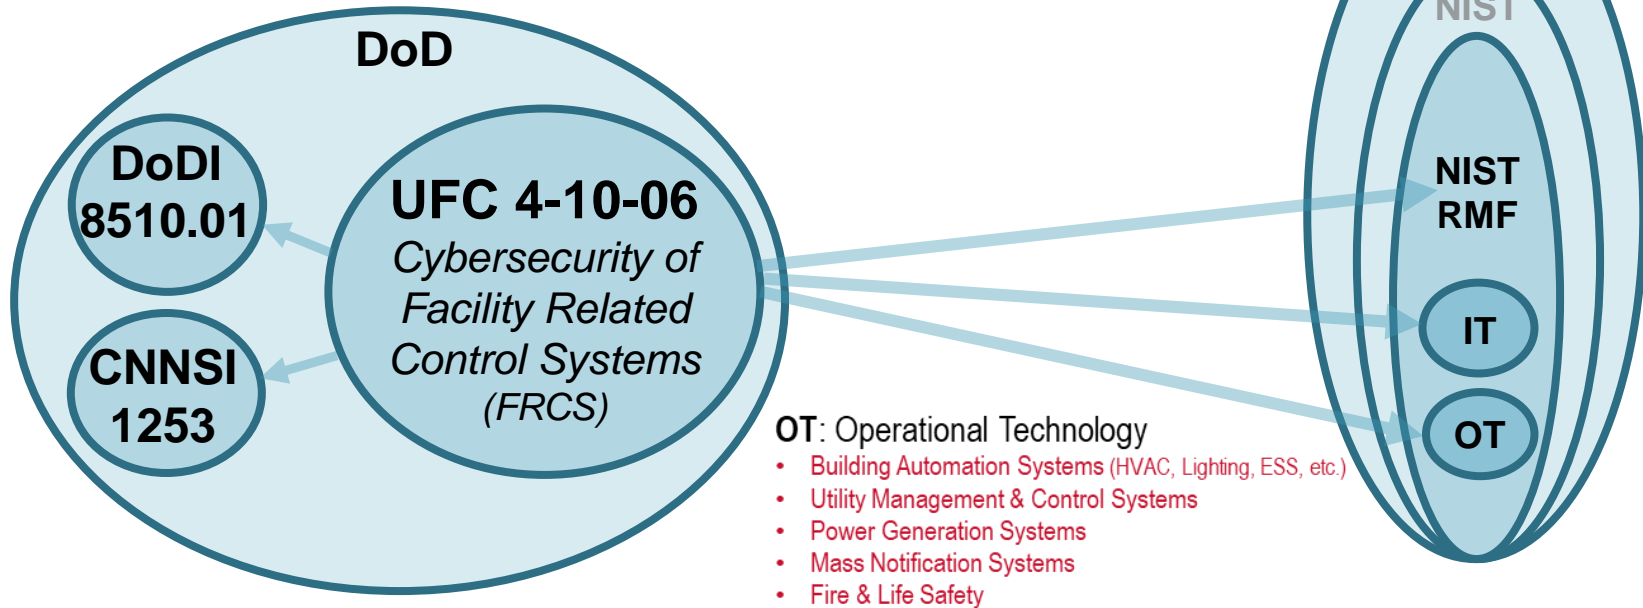 DoD
DoDI
8510.01
CNNSI
1253
UFC 4-10-06
Cybersecurity of
Facility Related
Control Systems
(FRCS)
NIST
NIST
RMF
IT
OT
OT: Operational Technology
• Building Automation Systems (HVAC, Lighting, ESS, etc.)
• Utility Management & Control Systems
• Power Generation Systems
• Mass Notification Systems
• Fire & Life Safety